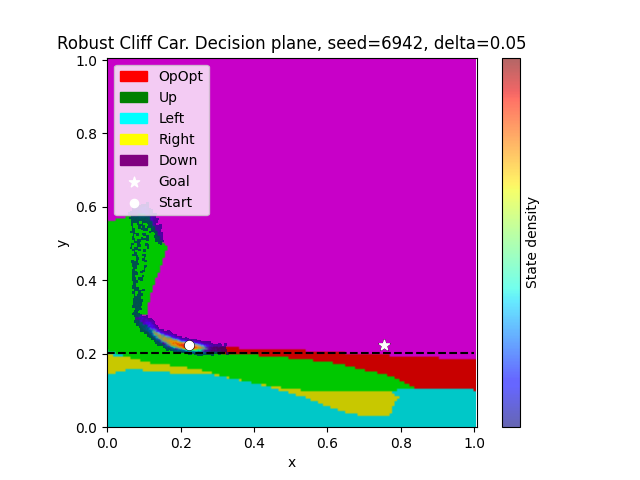 Robust Cliff Car. Decision plane, seed=6942, delta=0.05
1.0
0.8
0.6
0.4
0.2
0.0
y
OpOpt
Up
Left
Right
Down
Goal
Start
0.0 0.2 0.4 0.6 0.8 1.0
x
State density